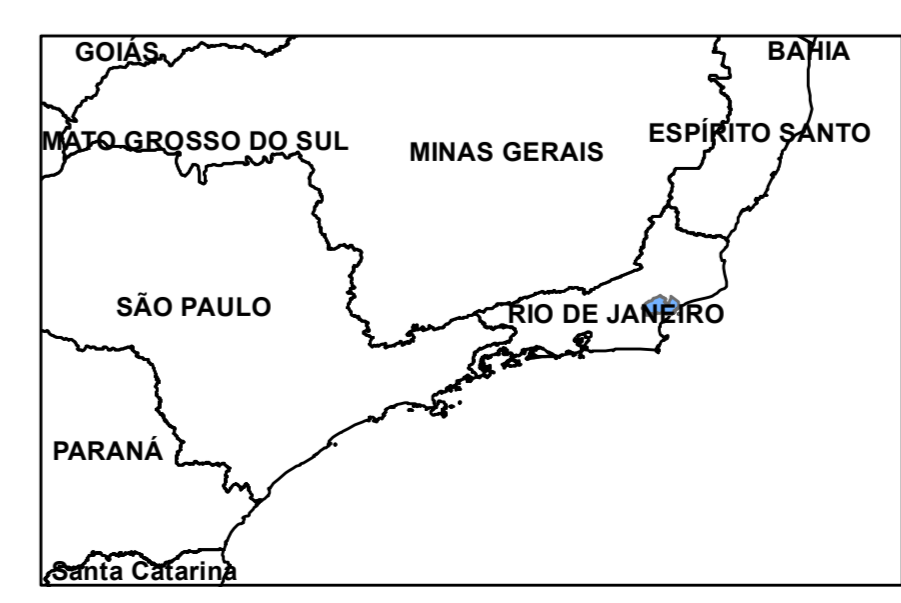 GOIÁS
BAHIA
MATO GROSSO DO SUL
MINAS GERAIS
ESPÍRITO SANTO
SÃO PAULO
RIO DE JANEIRO
PARANÁ
Santa Catarina